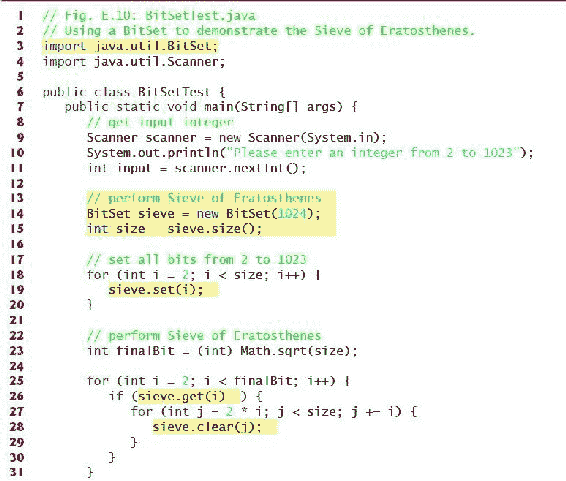 1 // Fig. E.10: BitSetTest.java
2 // Using a BitSet to demonstrate the Sieve of Eratosthenes.
3 import java.util.BitSet;
4 import java.util.Scanner;
5
6 public class BitSetTest {
7 public static void main(String[] args) {
8 // get input integer
9 Scanner scanner = new Scanner(System.in);
10 System.out.println("Please enter an integer from 2 to 1023");
11 int input = scanner.nextInt();
12
13 // perform Sieve of Eratosthenes
14 BitSet sieve = new BitSet(1024);
15 int size sieve.size();
16
17 // set all bits from 2 to 1023
18 for (int i = 2; i < size; i++) {
19 sieve.set(i);
20 }
21
22 // perform Sieve of Eratosthenes
23 int finalBit = (int) Math.sqrt(size);
24
25 for (int i = 2; i < finalBit; i++) {
26 if (sieve.get(i) ) {
27 for (int j = 2 * i; j < size; j += i) {
28 sieve.clear(j);
29 }
30 }
31 }